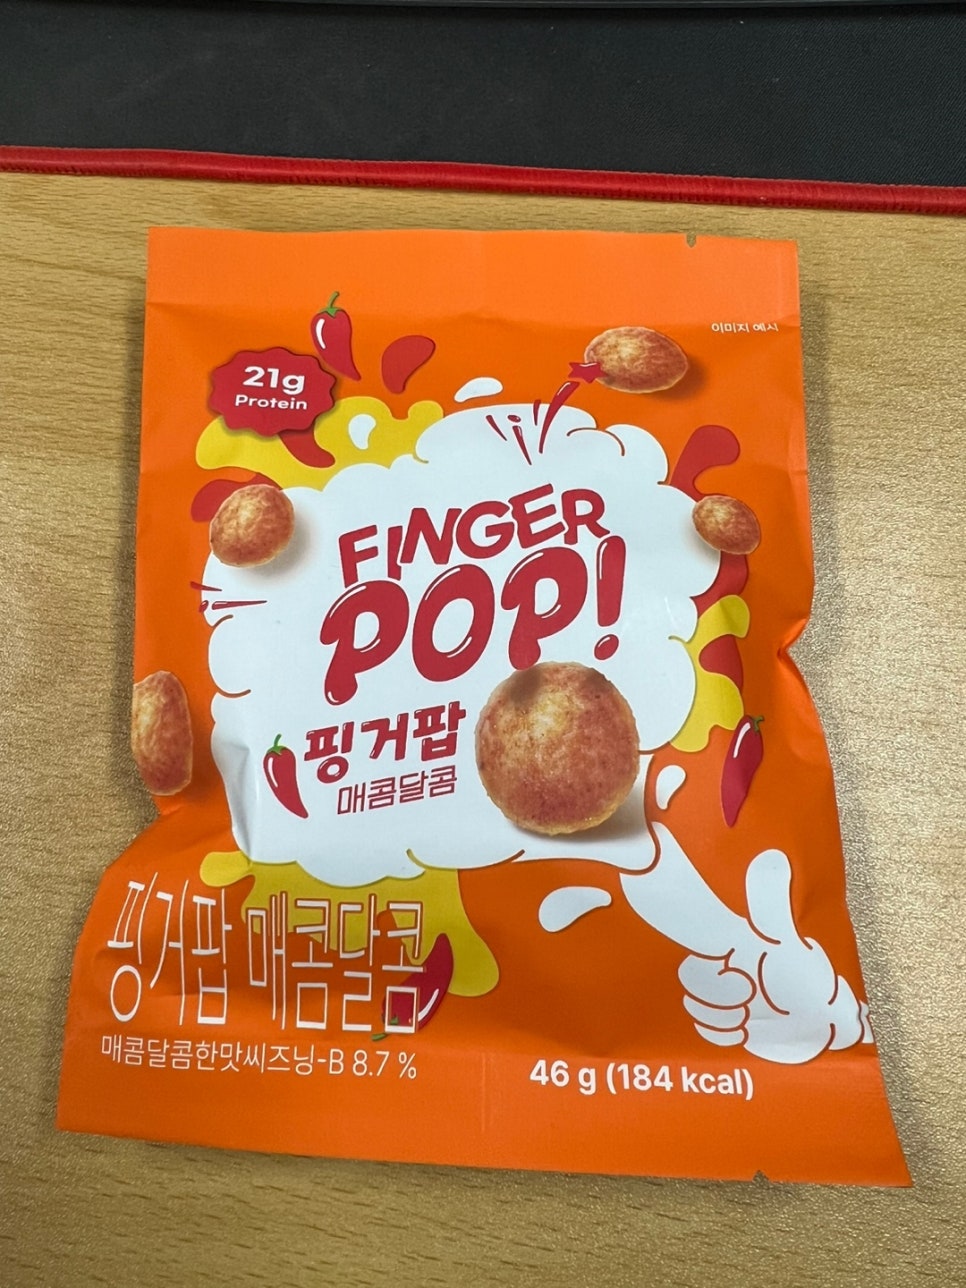 이미지 예시
21g
Protein
FINGER
POP!
핑거팝
매콤달콤
핑거팝 매콤달콤
매콤달콤한맛씨즈닝-B 8.7 %
46 g (184 kcal)